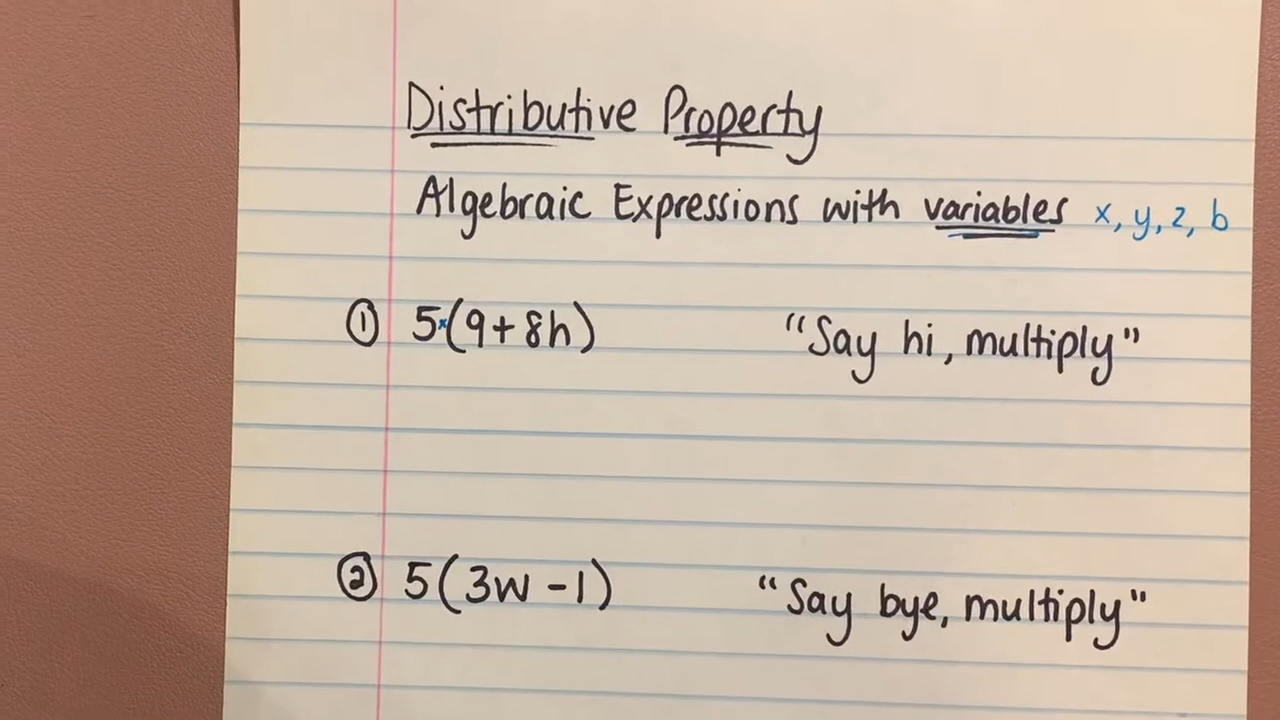 Distributive Property
Algebraic Expressions with variables x, y, z, b
① 5×(9+8h) "Say hi, multiply"
② 5(3w-1) "Say bye, multiply"